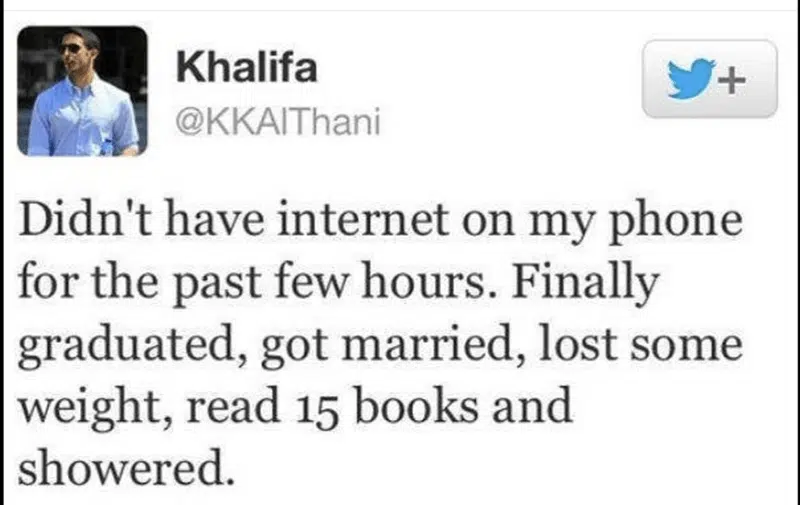 Khalifa
@KKAlThani
Didn't have internet on my phone
for the past few hours. Finally
graduated, got married, lost some
weight, read 15 books and
showered.